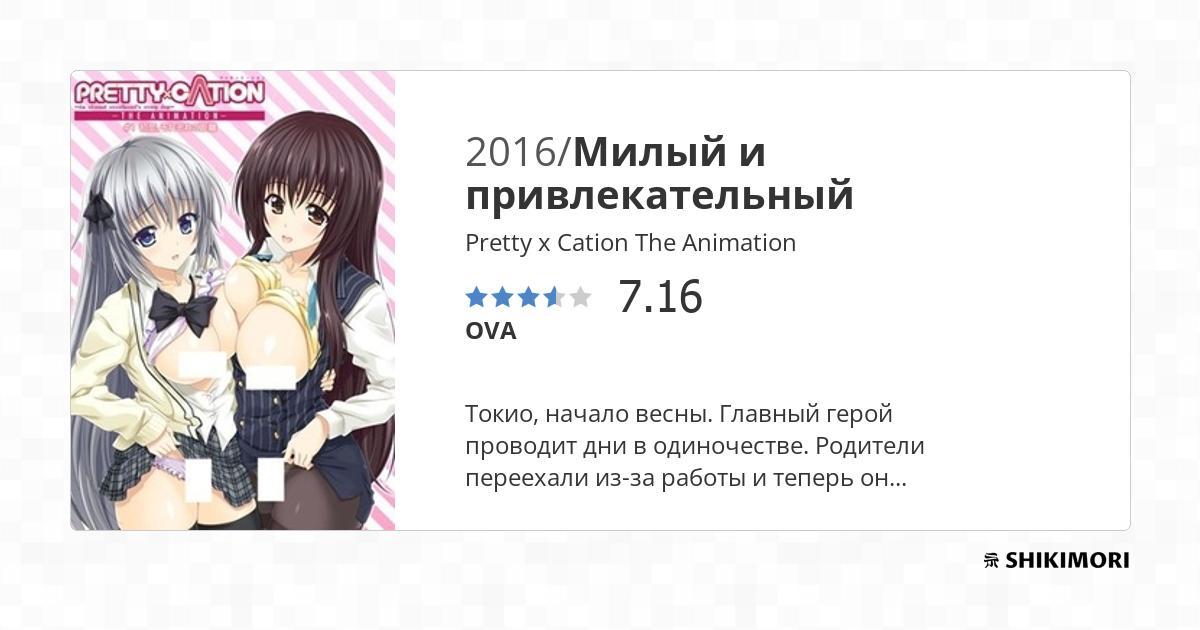 PRETTY×CATION
-THE ANIMATION-
2016/Милый и
привлекательный
Pretty x Cation The Animation
7.16
OVA
Токио, начало весны. Главный герой
проводит дни в одиночестве. Родители
переехали из-за работы и теперь он...
SHIKIMORI